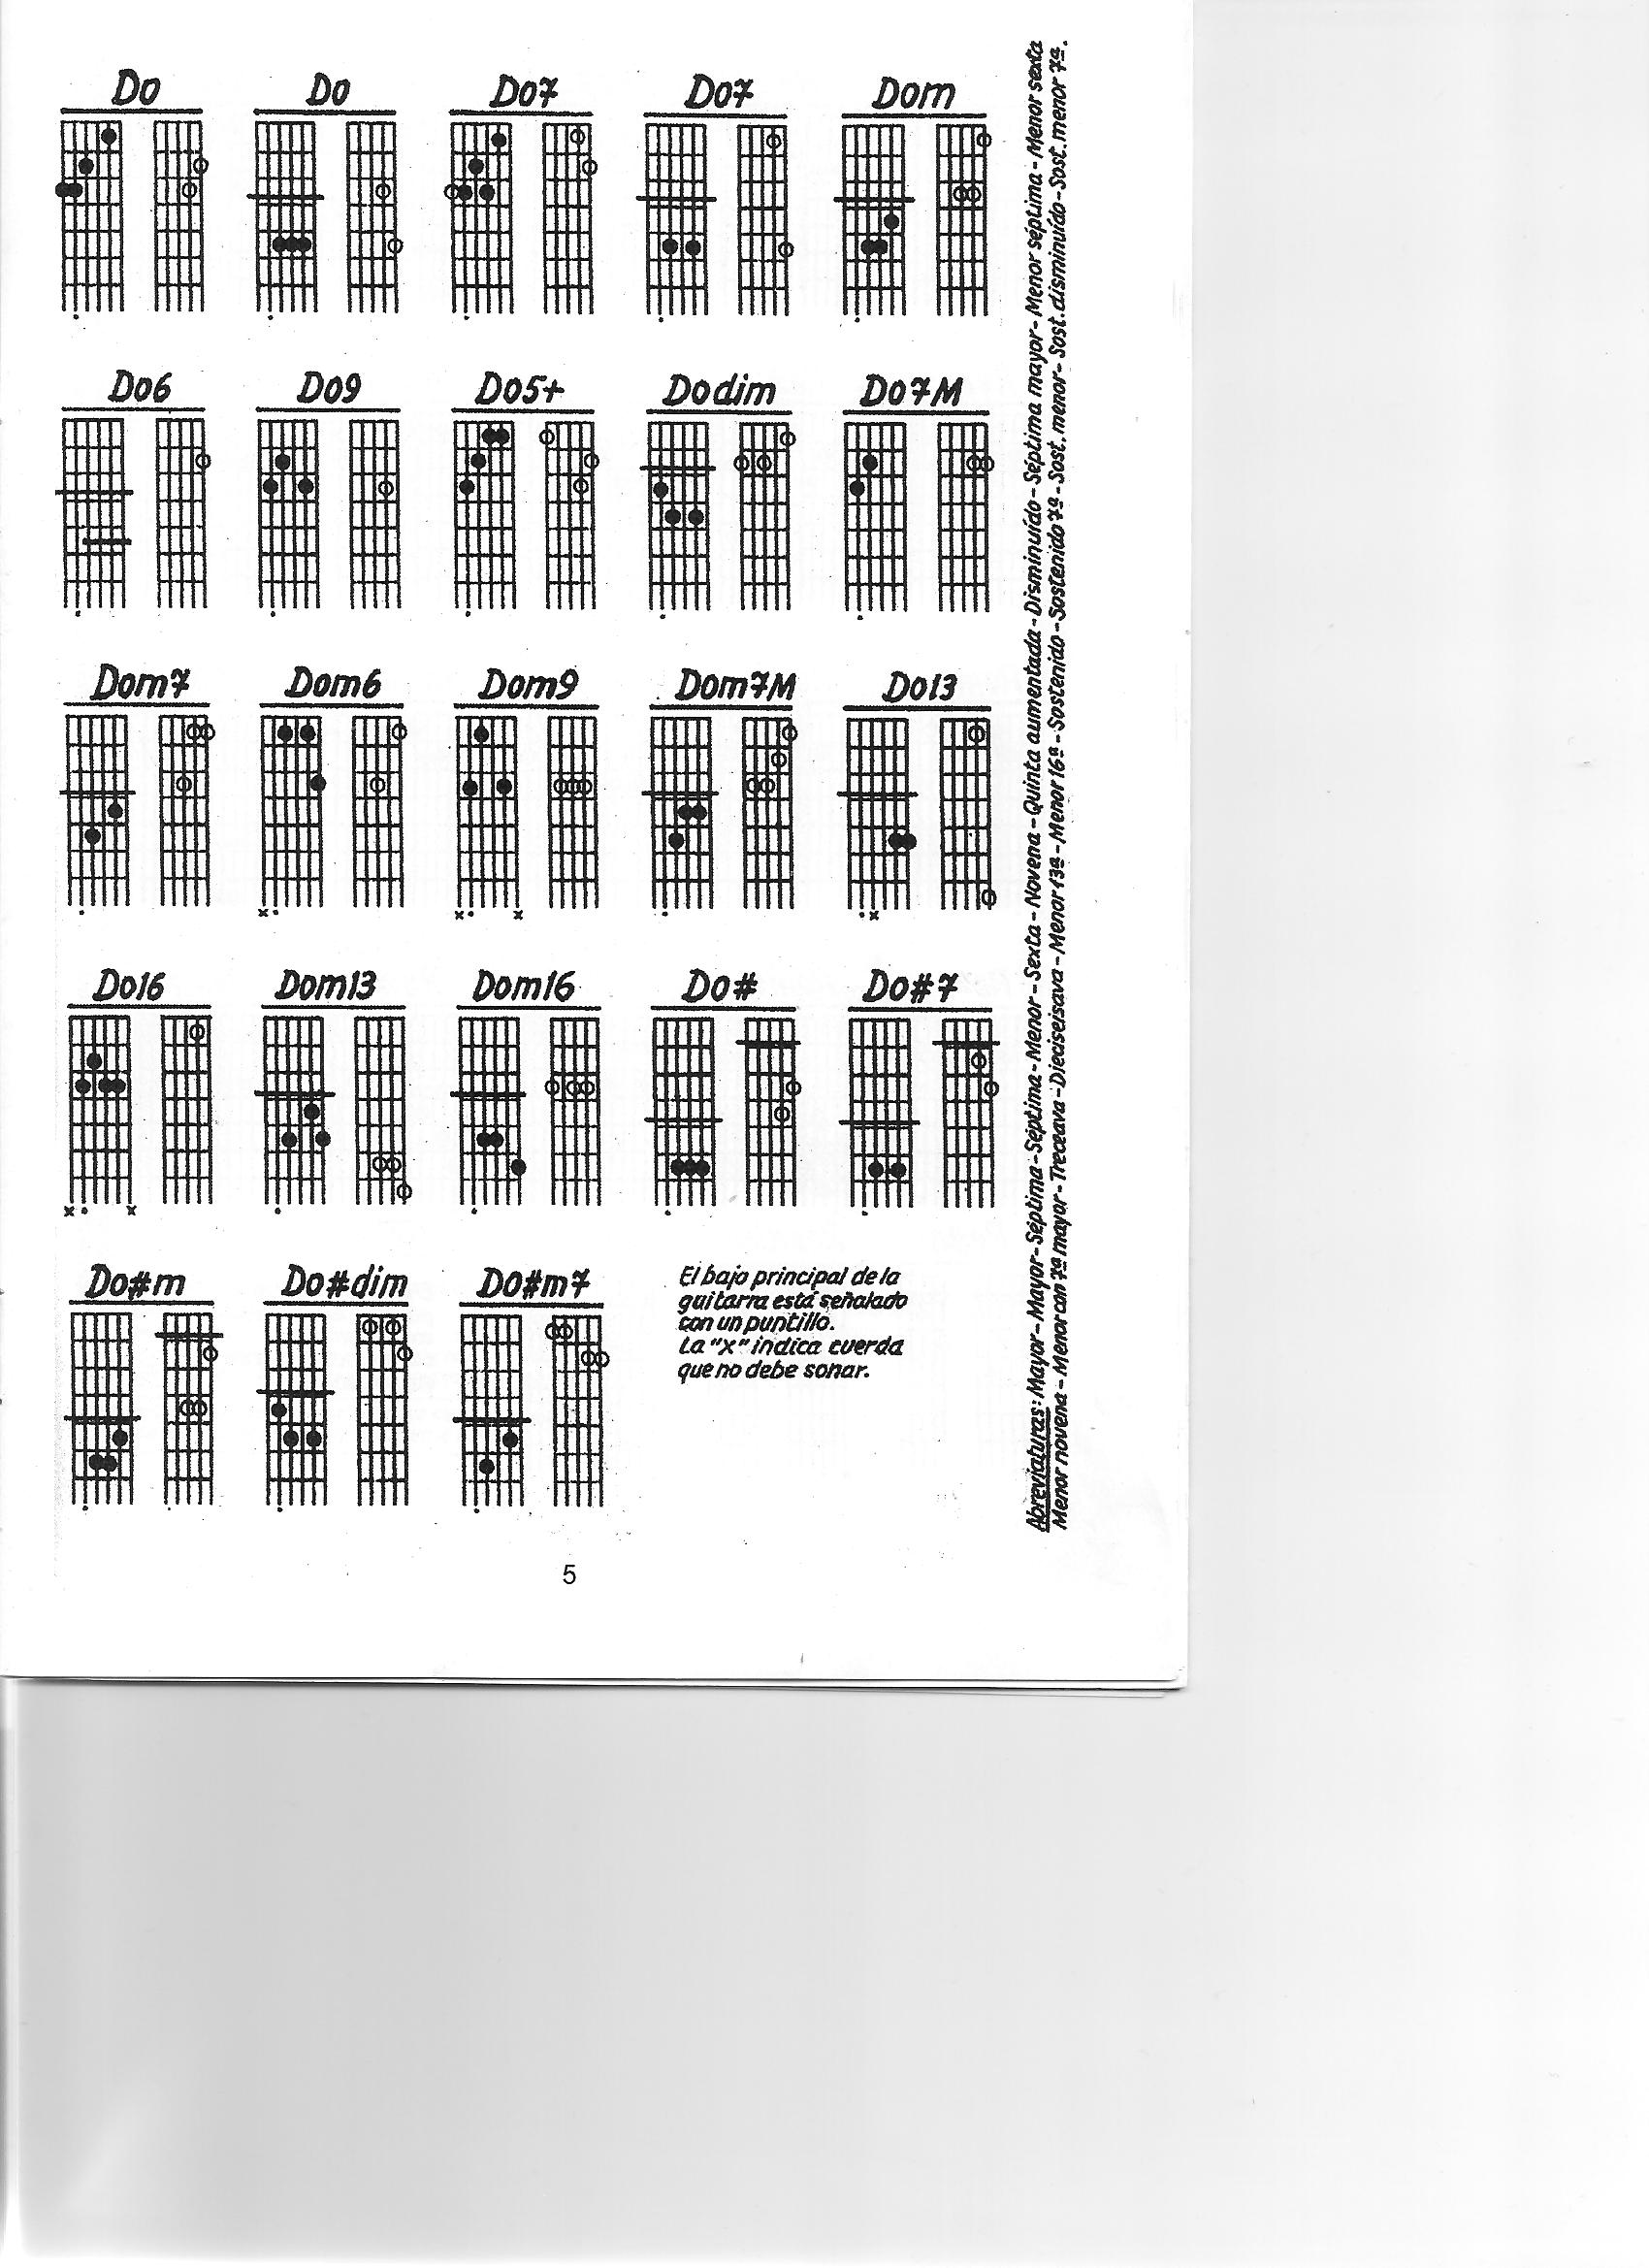 Do
Do
Do7
Do7
Dom
Do6
Do9
Do5+
Dodim
Do7M
Dom7
Dom6
Dom9
Dom7M
Do13
x
x
x
x
Do16
Dom13
Dom16
Do#
Do#7
x
x
Do#m
Do#dim
Do#m7
El bajo principal de la
guitarra está señalado
con un puntillo.
La "x" indica cuerda
que no debe sonar.
5
Abreviaturas: Mayor - Mayor - Séptima - Séptima - Menor - Sexta - Novena - Quinta aumentada - Disminuído - Séptima mayor - Menor séptima - Menor sexta
Menor novena - Menor con 7ª mayor - Treceava - Dieciseisava - Menor 13ª - Menor 16ª - Sostenido - Sostenido 7ª - Sost. menor - Sost. disminuído - Sost. menor 7ª.